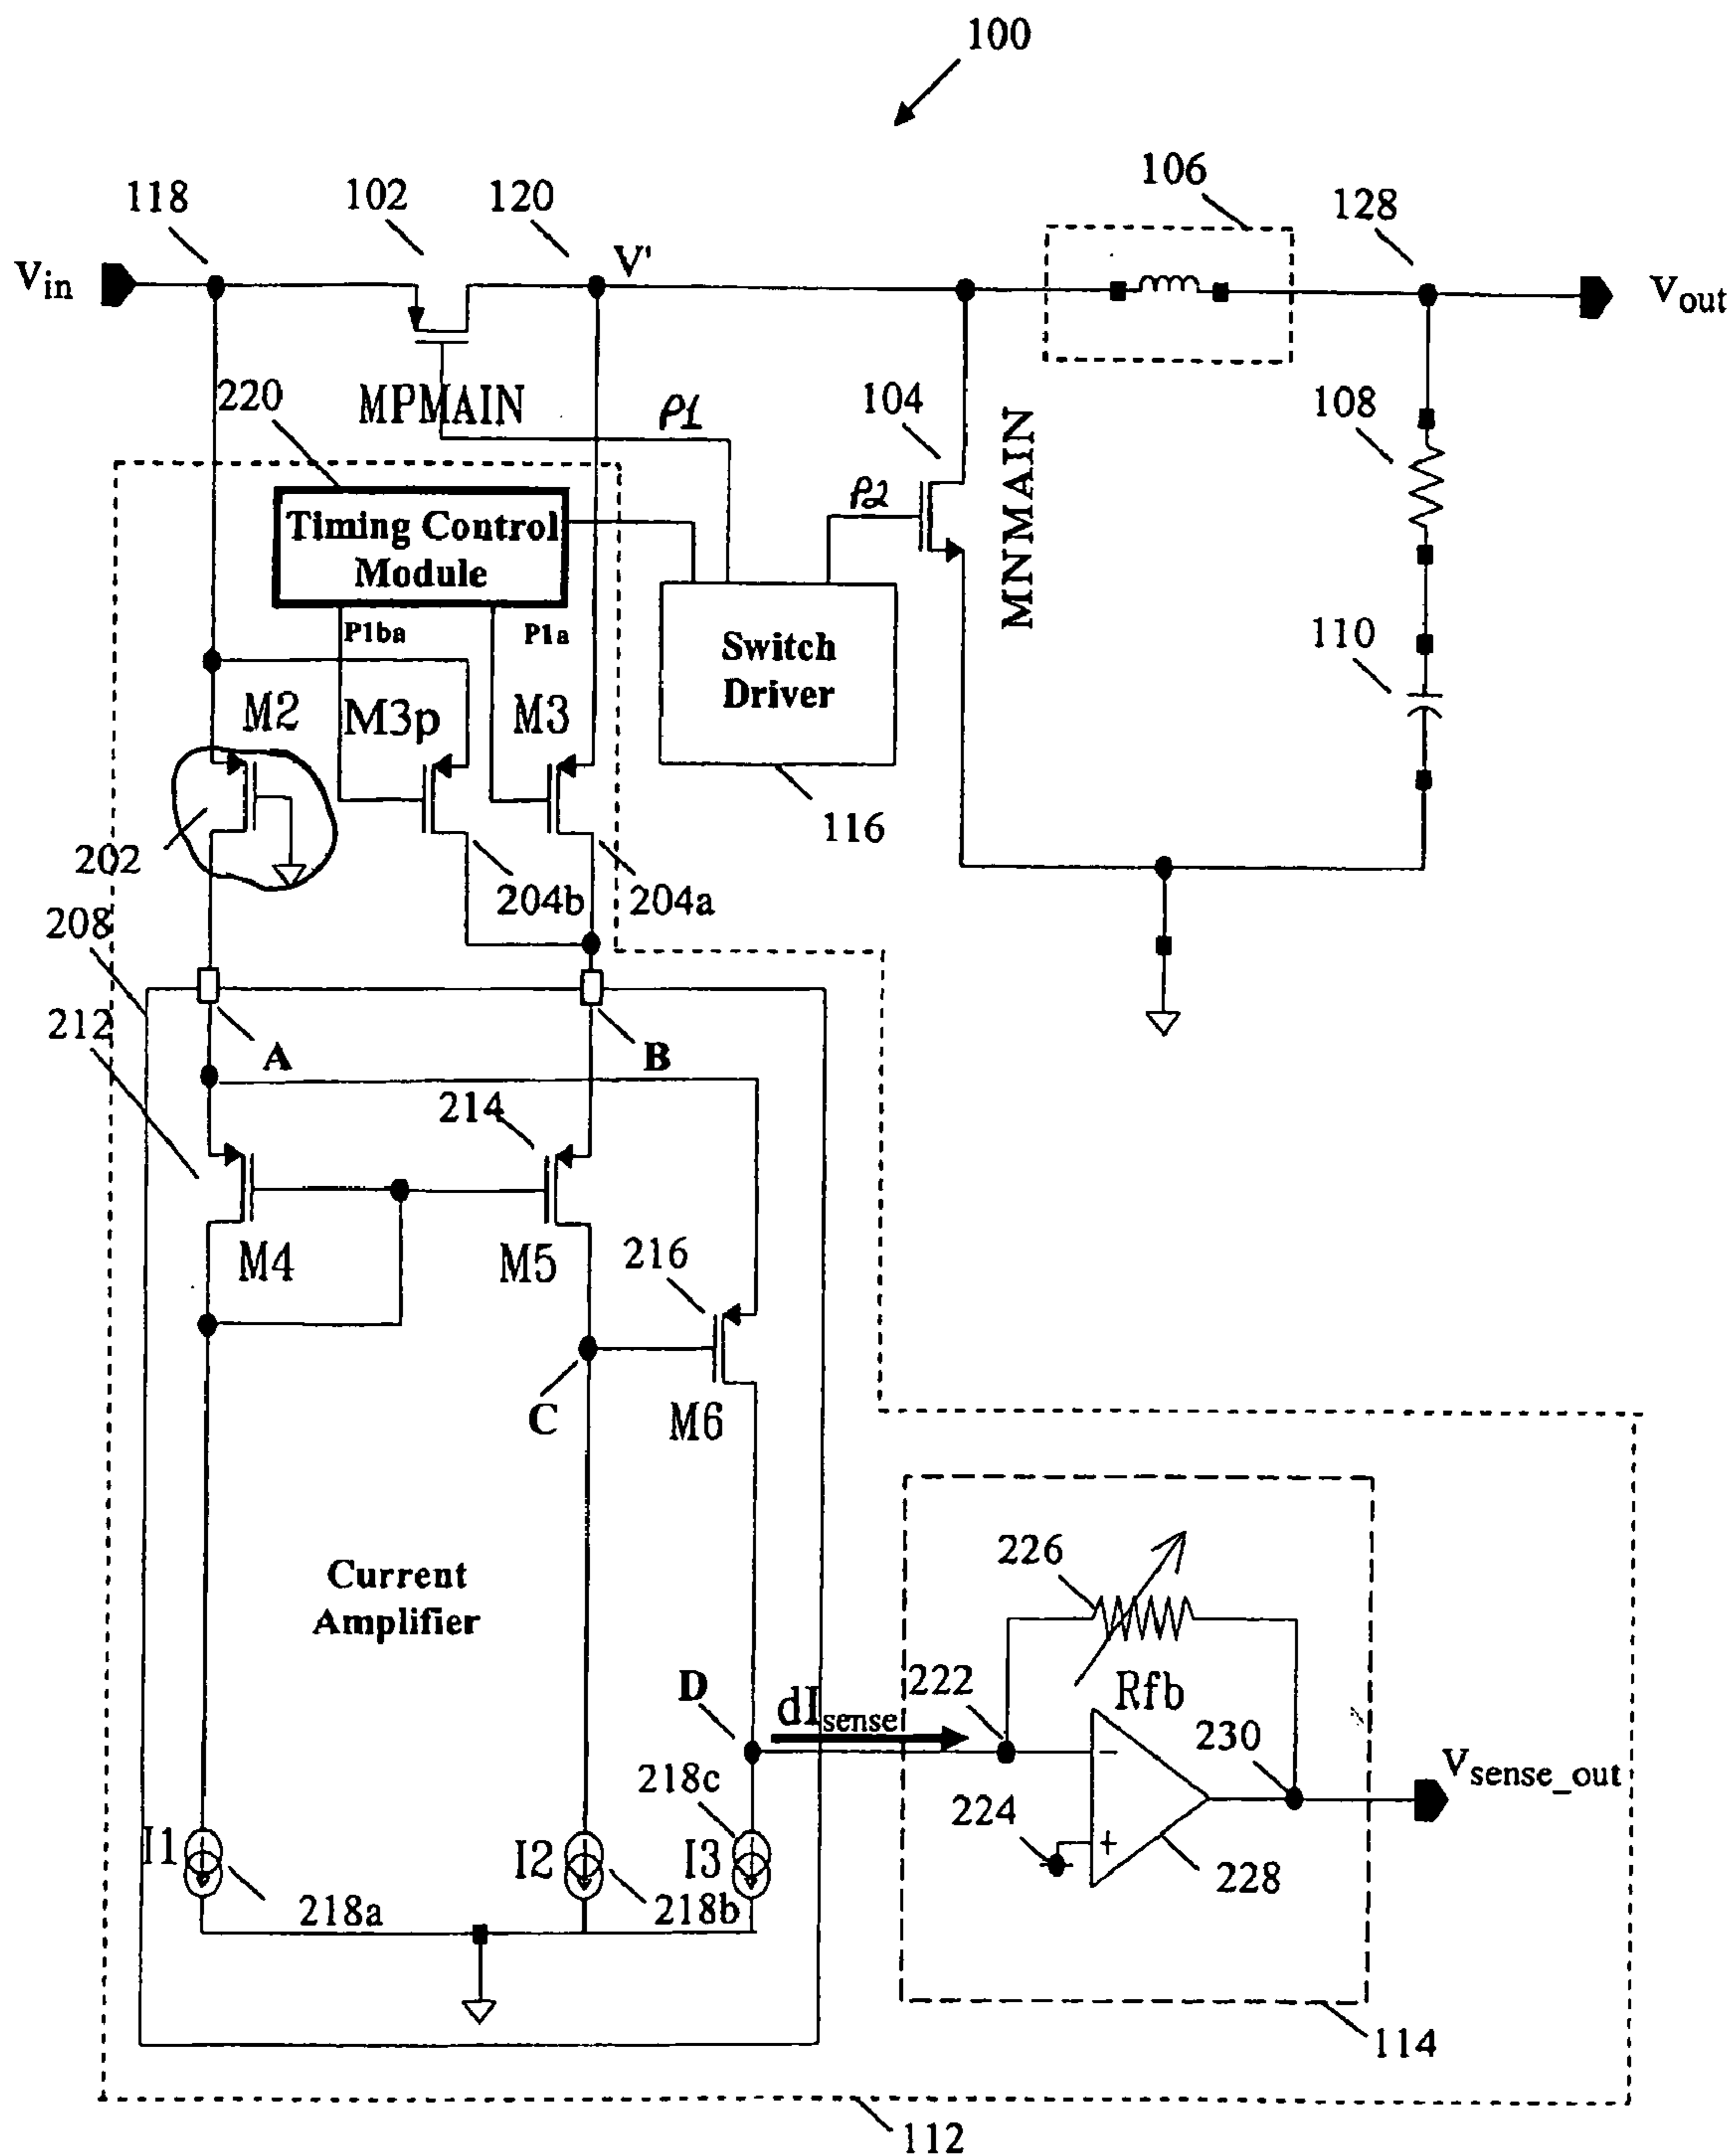 100
106
118
102
120
128
Vin
V'
Vout
220
MPMAIN
P1
104
108
P2
MNMAIN
Timing Control
Module
P1ba
P1a
Switch
Driver
110
M2
M3p
M3
116
202
204b
204a
208
212
A
B
214
M4
M5
216
C
M6
Current
Amplifier
226
D
dIsense
222
Rfb
230
218c
Vsense_out
224
I1
I2
I3
228
218a
218b
114
112